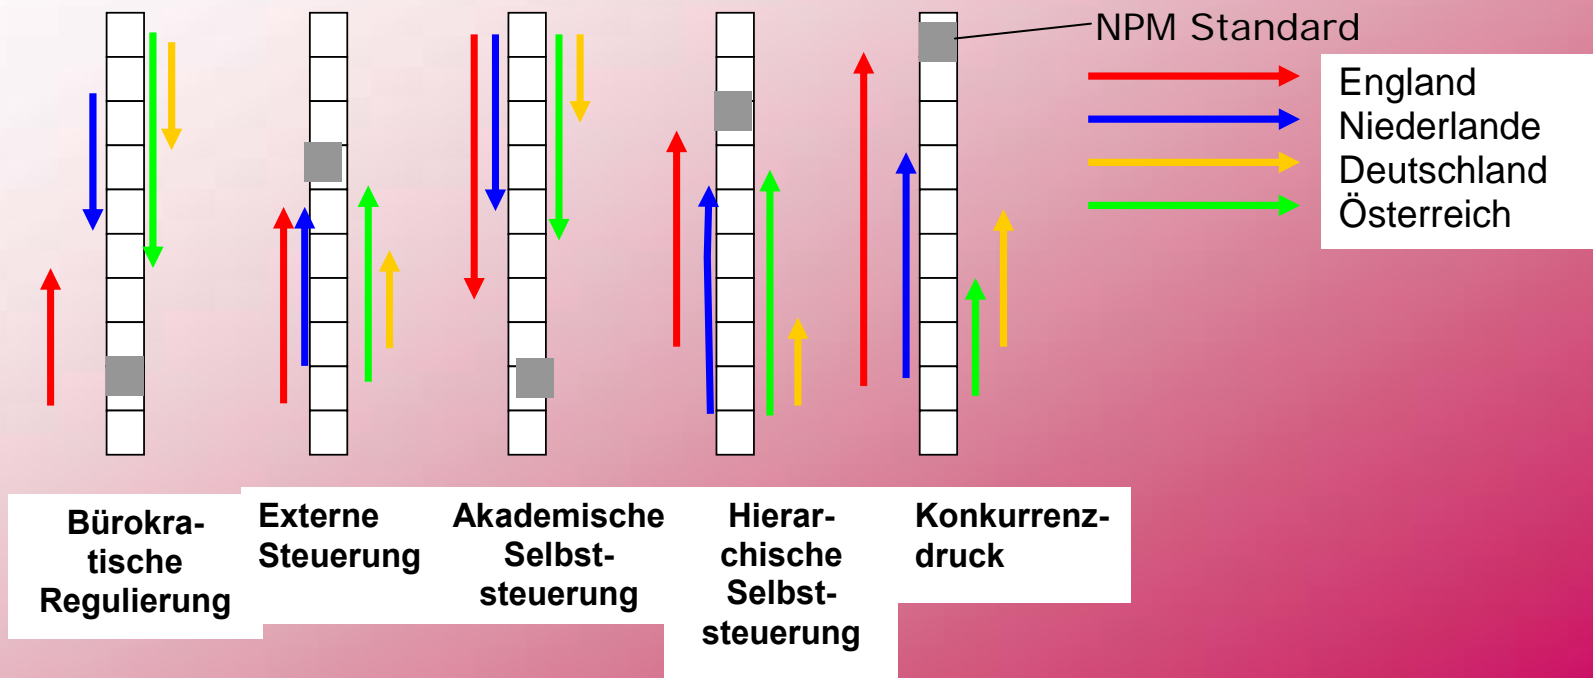 NPM Standard
England
Niederlande
Deutschland
Österreich
Bürokra-
tische
Regulierung
Externe
Steuerung
Akademische
Selbst-
steuerung
Hierar-
chische
Selbst-
steuerung
Konkurrenz-
druck